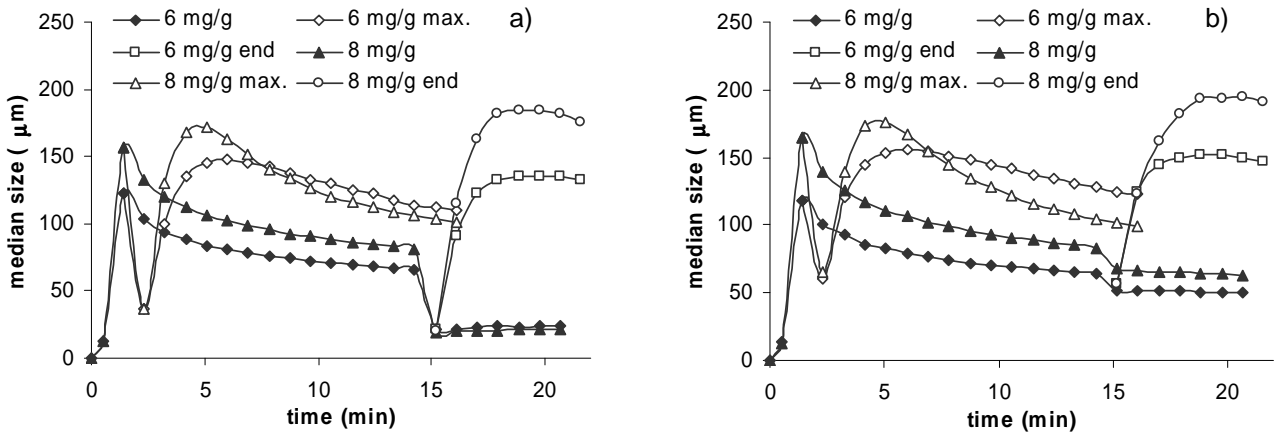 a)
6 mg/g 6 mg/g max.
6 mg/g end 8 mg/g
8 mg/g max. 8 mg/g end
median size ( μm)
250
200
150
100
50
0
0 5 10 15 20
time (min)
b)
6 mg/g 6 mg/g max.
6 mg/g end 8 mg/g
8 mg/g max. 8 mg/g end
median size ( μm)
250
200
150
100
50
0
0 5 10 15 20
time (min)